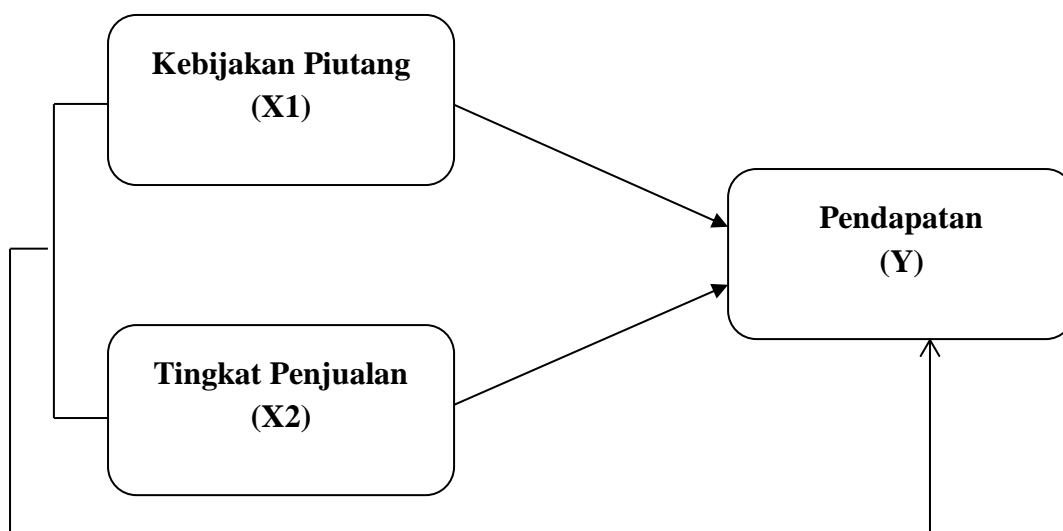 Kebijakan Piutang
(X1)
Pendapatan
(Y)
Tingkat Penjualan
(X2)